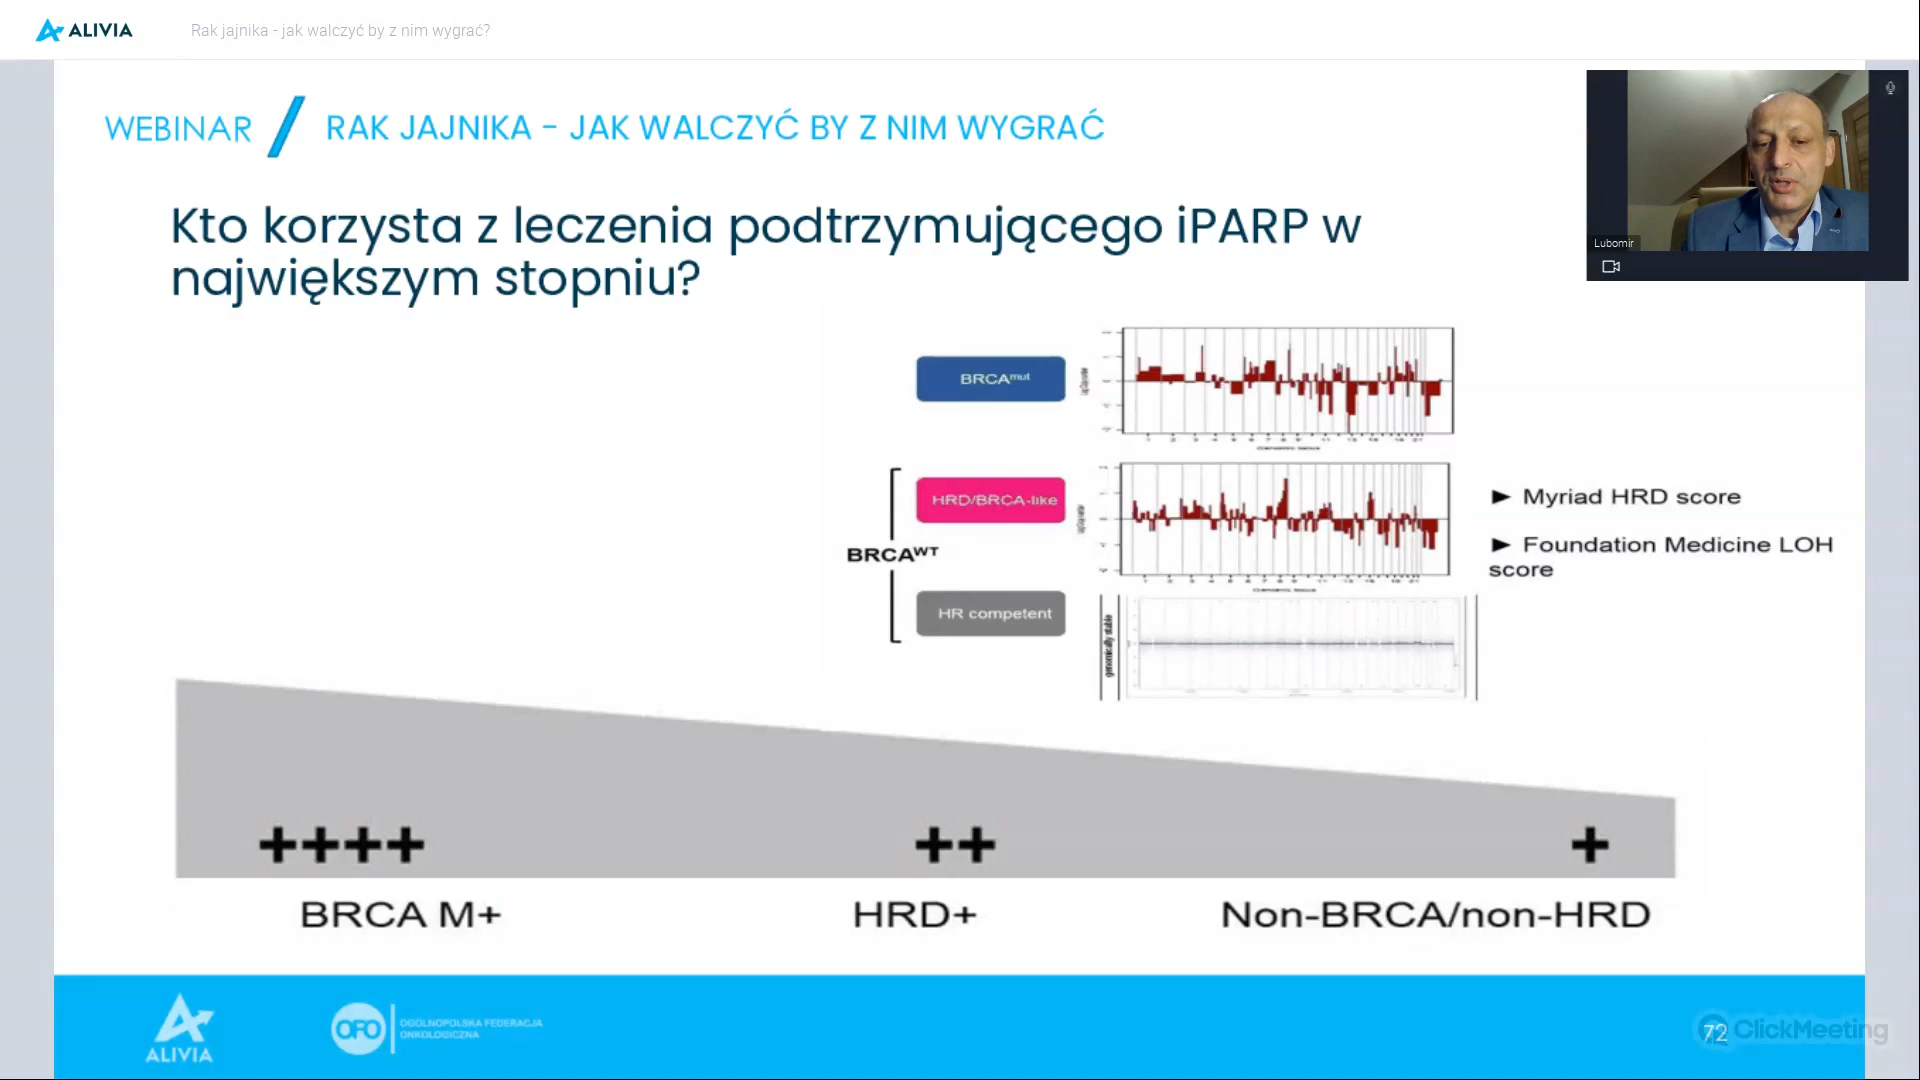 ALIVIA
Rak jajnika - jak walczyć by z nim wygrać?
WEBINAR / RAK JAJNIKA - JAK WALCZYĆ BY Z NIM WYGRAĆ
Lubomir
Kto korzysta z leczenia podtrzymującego iPARP w
największym stopniu?
BRCAmut
HRD/BRCA-like
BRCAWT
HR competent
genomically stable
► Myriad HRD score
► Foundation Medicine LOH
score
++++
++
+
BRCA M+
HRD+
Non-BRCA/non-HRD
ALIVIA
OFO
OGÓLNOPOLSKA FEDERACJA
ONKOLOGICZNA
72
ClickMeeting